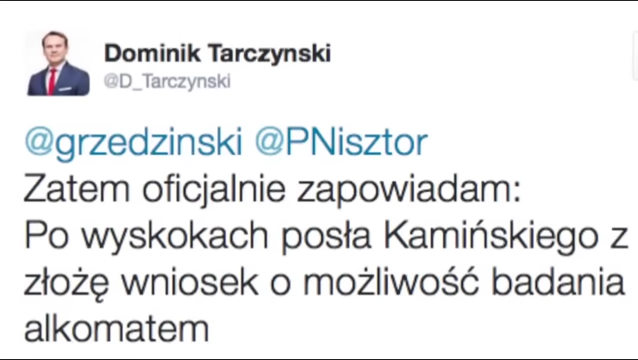 Dominik Tarczynski
@D_Tarczynski
@grzedzinski @PNisztor
Zatem oficjalnie zapowiadam:
Po wyskokach posła Kamińskiego z
złożę wniosek o możliwość badania
alkomatem